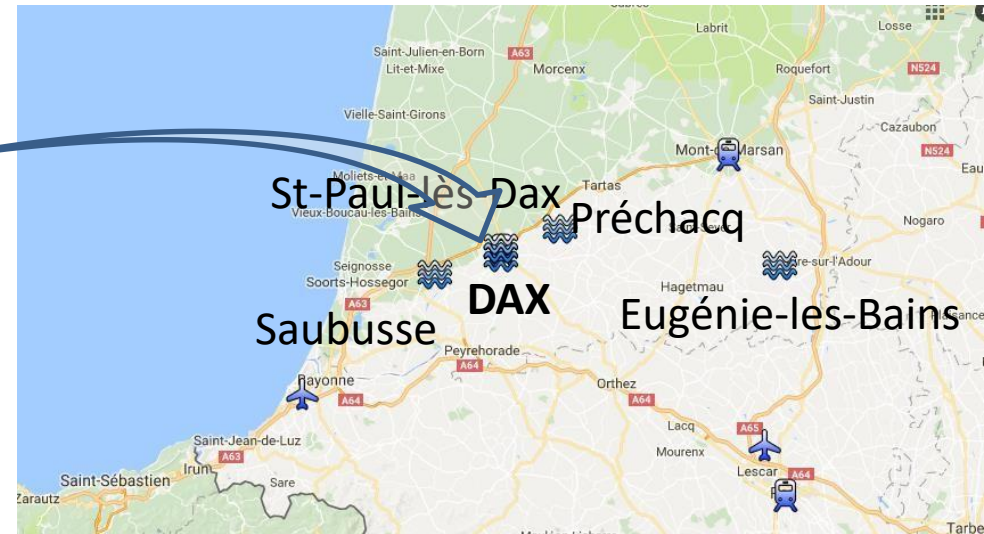 Labrit
Losse
Saint-Julien-en-Born
A63
Lit-et-Mixe
Morcenx
Roquefort
N524
Saint-Justin
Vielle-Saint-Girons
Cazaubon
N524
Mont-de-Marsan
Moliets-et-Maa
St-Paul-lès Dax
Tartas
Vieux-Boucau-les-Bains
Préchacq
Nogaro
Seignosse
Soorts-Hossegor
A63
DAX
Hagetmau
Eugénie-les-Bains
Saubusse
Peyrehorade
A64
Bayonne
A64
Orthez
A64
Lacq
A65
Mourenx
Saint-Jean-de-Luz
A63
Lescar
A64
Irun
Saint-Sébastien
Sare
Zarautz